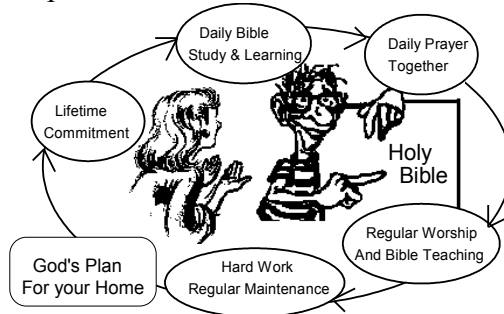 Daily Bible
Study & Learning
Daily Prayer
Together
Lifetime
Commitment
Holy
Bible
Regular Worship
And Bible Teaching
God's Plan
For your Home
Hard Work
Regular Maintenance